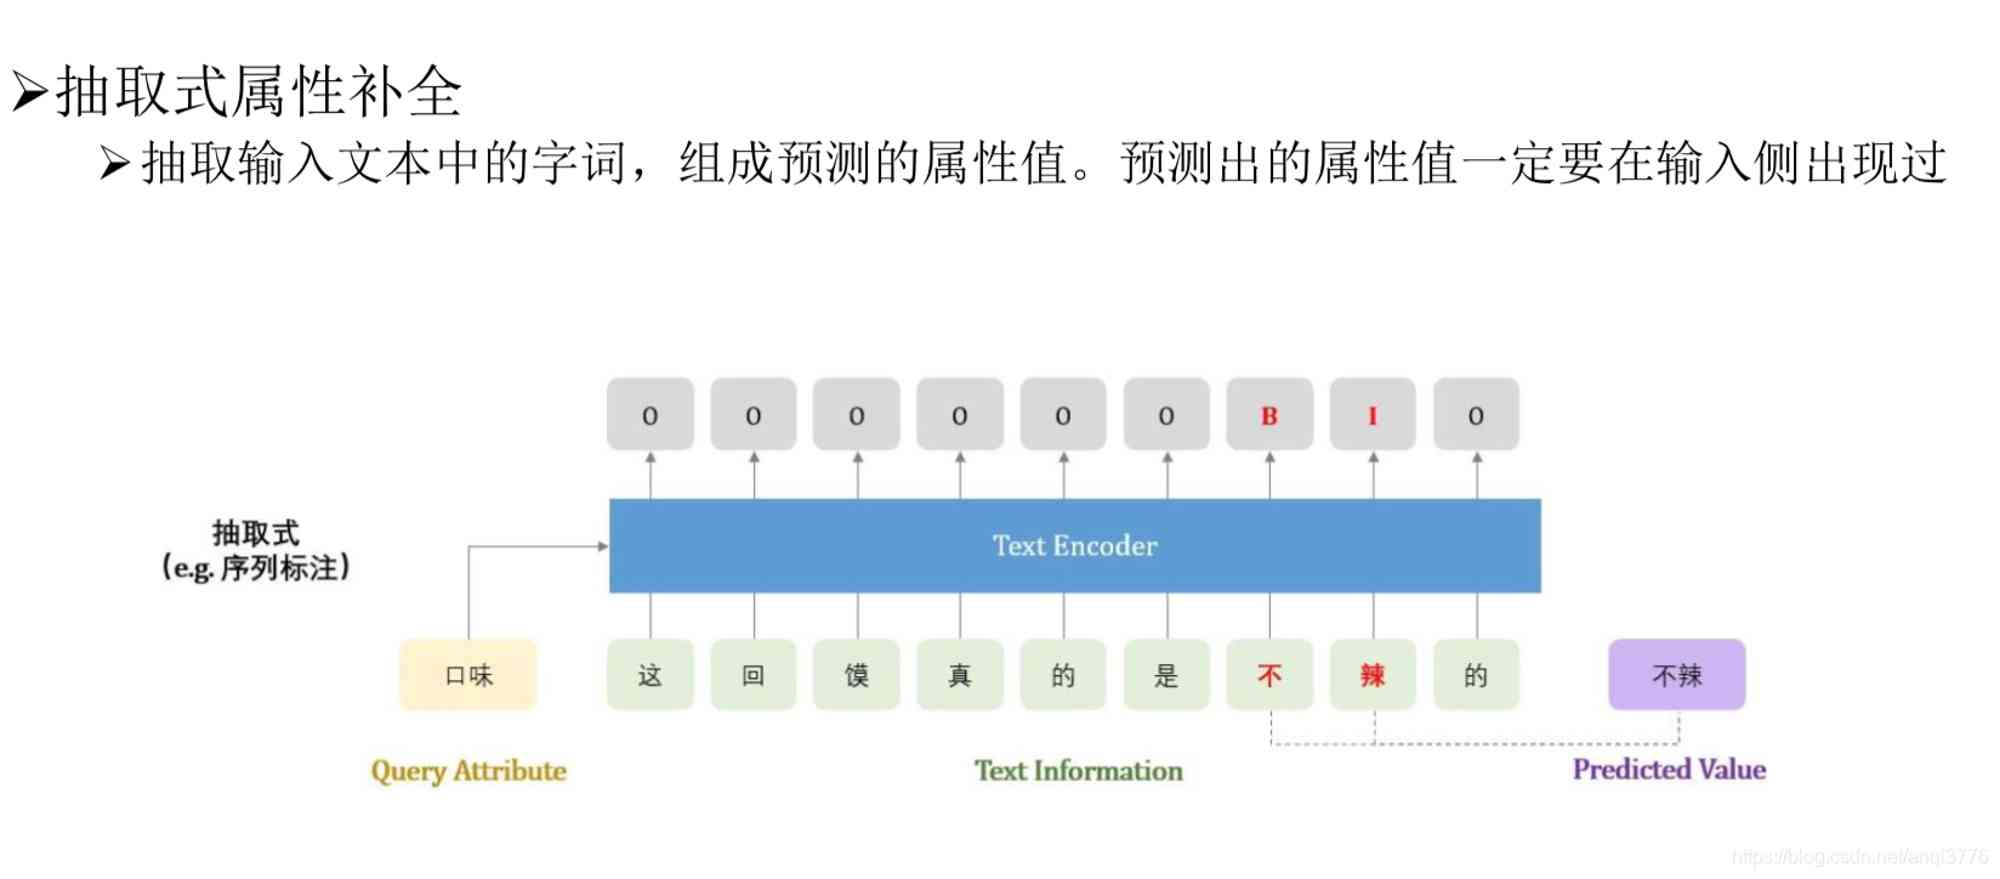 ➢抽取式属性补全
➢抽取输入文本中的字词，组成预测的属性值。预测出的属性值一定要在输入侧出现过
O O O O O O B I O
抽取式
(e.g. 序列标注)
Text Encoder
口味 这 回 馍 真 的 是 不 辣 的 不辣
Query Attribute Text Information Predicted Value
https://blog.csdn.net/anql3776